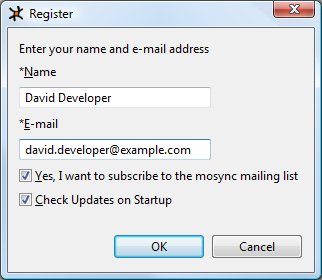 Register
Enter your name and e-mail address
*Name
David Developer
*E-mail
david.developer@example.com
Yes, I want to subscribe to the mosync mailing list
Check Updates on Startup
OK
Cancel